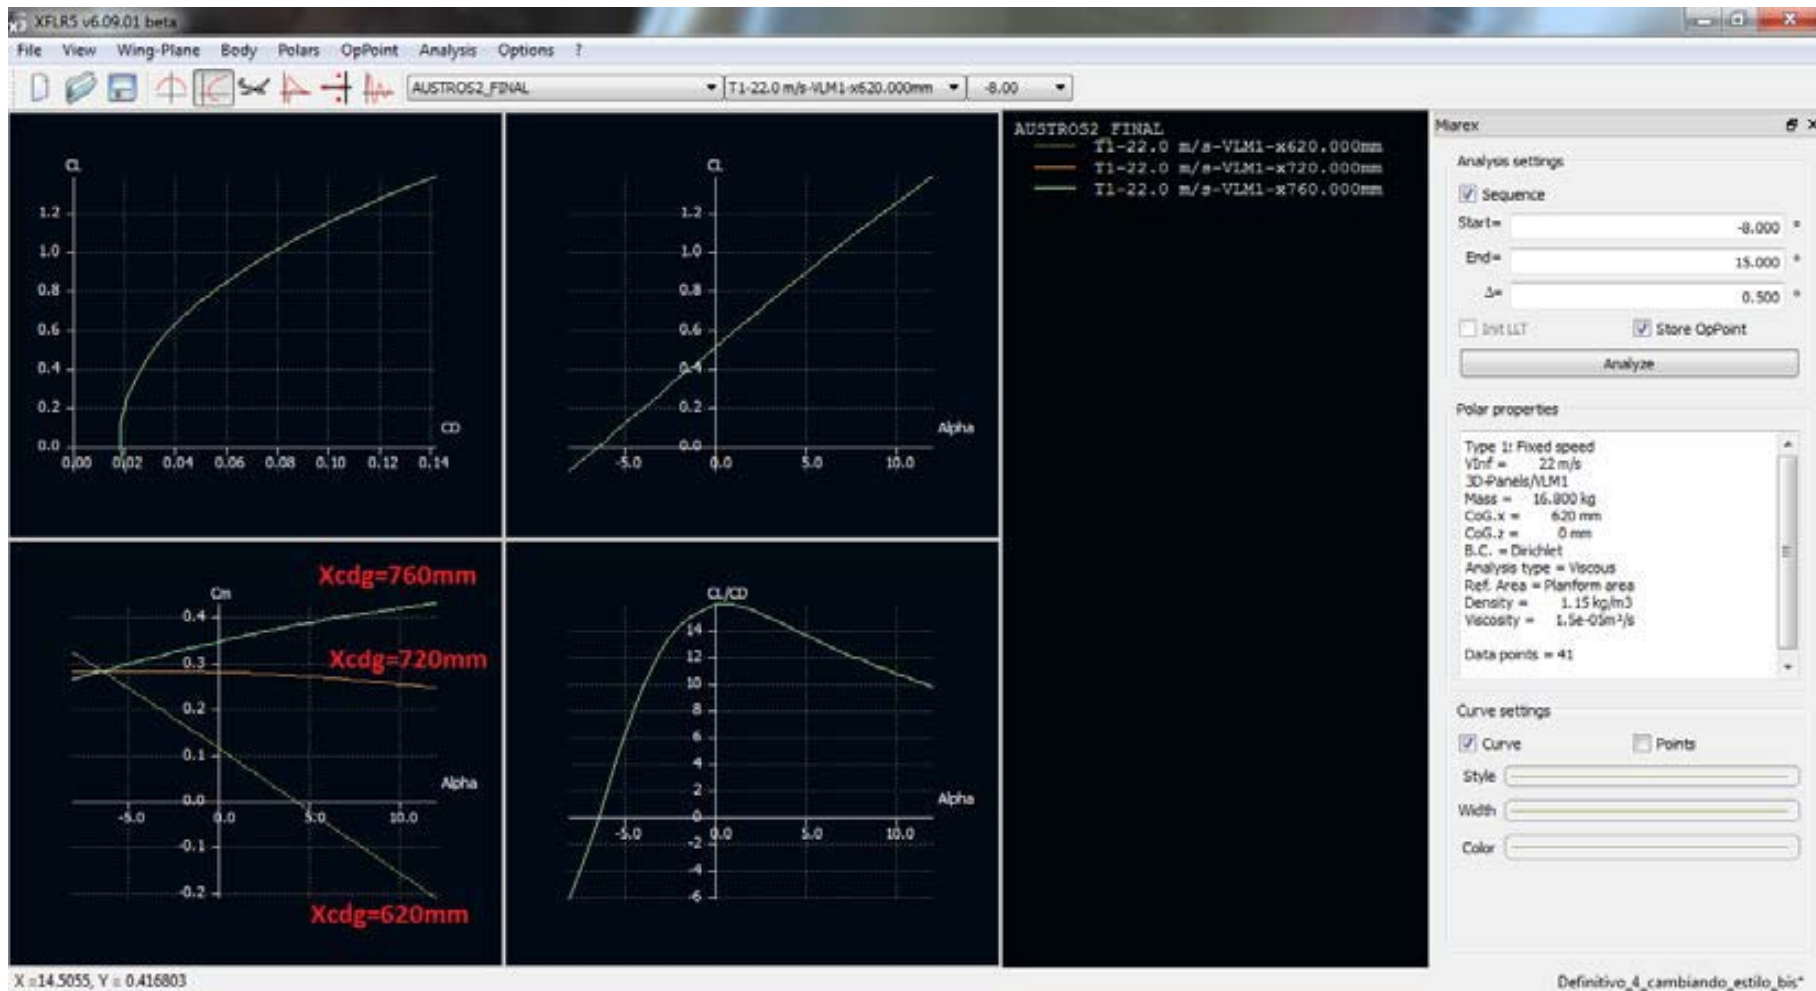 XFLR5 v6.09.01 beta
File View Wing-Plane Body Polars OpPoint Analysis Options ?
AUSTROS2_FINAL T1-22.0 m/s-VLM1-x620.000mm -8.00
CL
1.2
1.0
0.8
0.6
0.4
0.2
0.0
CD
0.00 0.02 0.04 0.06 0.08 0.10 0.12 0.14
CL
1.2
1.0
0.8
0.6
0.4
0.2
0.0
Alpha
-5.0 0.0 5.0 10.0
Xcdg=760mm
Cm
0.4
Xcdg=720mm
0.3
0.2
0.1
Alpha
0.0
-5.0 0.0 5.0 10.0
-0.1
-0.2
Xcdg=620mm
CL/CD
14
12
10
8
6
4
2
Alpha
0
-5.0 0.0 5.0 10.0
-2
-4
-6
AUSTROS2_FINAL
T1-22.0 m/s-VLM1-x620.000mm
T1-22.0 m/s-VLM1-x720.000mm
T1-22.0 m/s-VLM1-x760.000mm
Miarex
Analysis settings
Sequence
Start= -8.000 °
End= 15.000 °
Δ= 0.500 °
Init LLT Store OpPoint
Analyze
Polar properties
Type 1: Fixed speed
VInf = 22 m/s
3D-Panels/VLM1
Mass = 16.800 kg
CoG.x = 620 mm
CoG.z = 0 mm
B.C. = Dirichlet
Analysis type = Viscous
Ref. Area = Planform area
Density = 1.15 kg/m3
Viscosity = 1.5e-05m²/s
Data points = 41
Curve settings
Curve Points
Style
Width
Color
X =14.5055, Y = 0.416803
Definitivo_4_cambiando_estilo_bis*